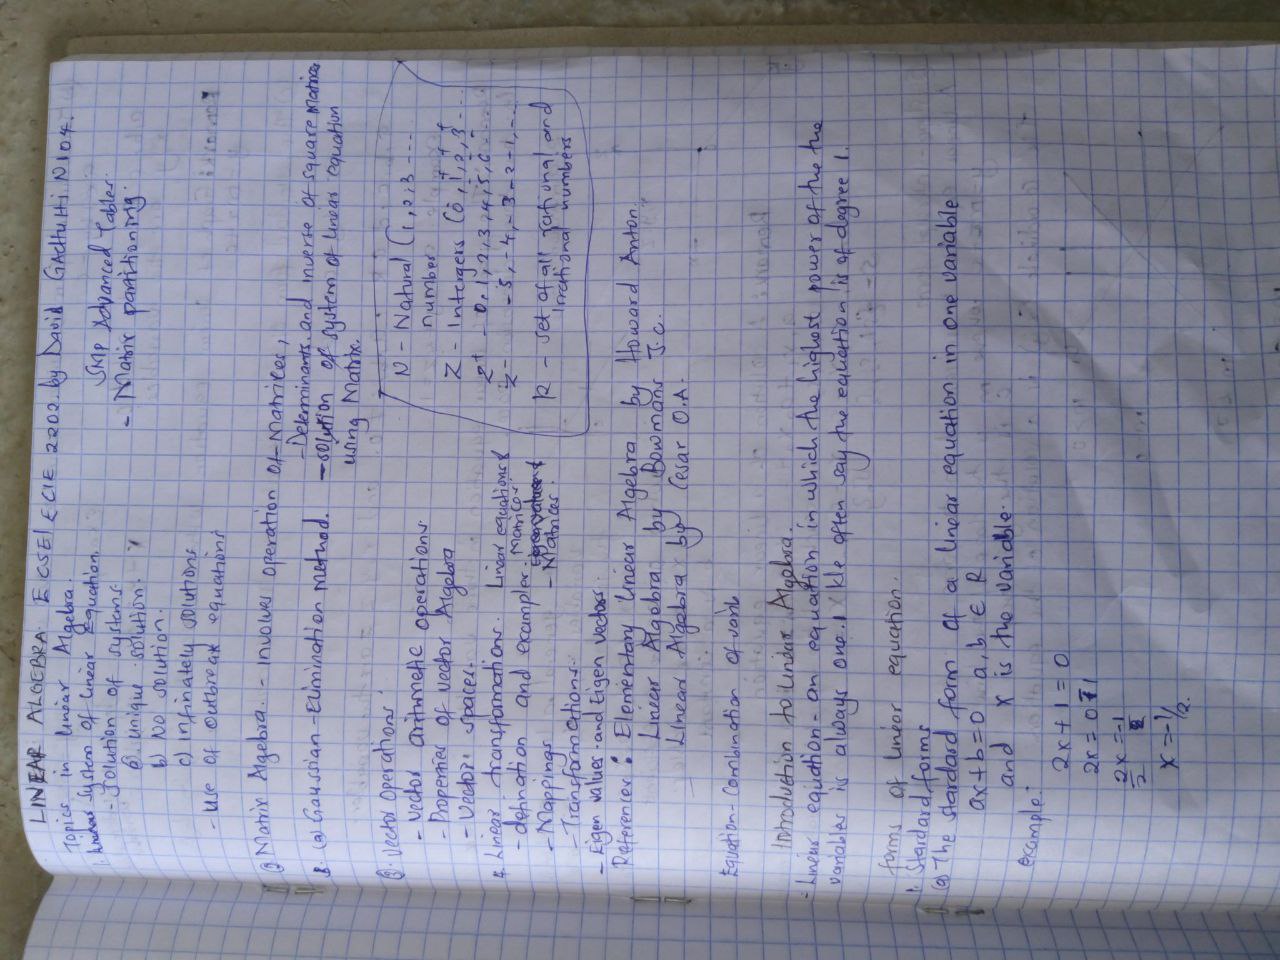 LINEAR ALGEBRA. ECSE/ECIE 2202. by David GACHUHI N104.
Topics in Linear Algebra.
1. System of Linear Equation.
- Solution of systems
a. unique solution.
b) No solution.
c) Infinately solutions
- Use of outbreak equations
SMP Advanced Tables.
- Matrix partitioning.
② Matrix Algebra. - Involves operation of Matrices,
- Determinants. and inverse of square matrices
- solution of system of linear equation
using Matrix.
(a) Gaussian - Elimination method.
③. Vector operations:
- Vector arithmetic operations
- Properties of vector Algebra
- Vector spaces.
4. Linear transformations.
- defination and examples.
- Mappings
- Transformations.
- Eigen values and Eigen vectors.
Linear equations &
Matrices.
Eigenvalues &
- Matrices.
N - Natural (1, 2, 3 ---
numbers
Z - Intergers (0, ±1, ±2, ±3 ---
Z+ - 0, 1, 2, 3, 4, 5, 6 ---
Z- -5, -4, -3 -2 -1, ---
R - set of all rational and
Irrational numbers
References: Elementary Linear Algebra by Howard Anton.
Linear Algebra by Bowmans J.C.
Linear Algebra by Cesar O.A.
Equation - Combination of varib
Introduction to Linear Algebra.
- Linear equation - an equation in which the highest power of the the
variables is always one. 1 We often say the equation is of degree 1.
forms of linear equation.
1. Stardard forms
(a) The stardard form of a linear equation in one variable
ax+b=0 a, b ∈ R
and x is the variable.
example:
2x+1 = 0
2x = 0-1
2x/2 = -1/2
x = -1/2.